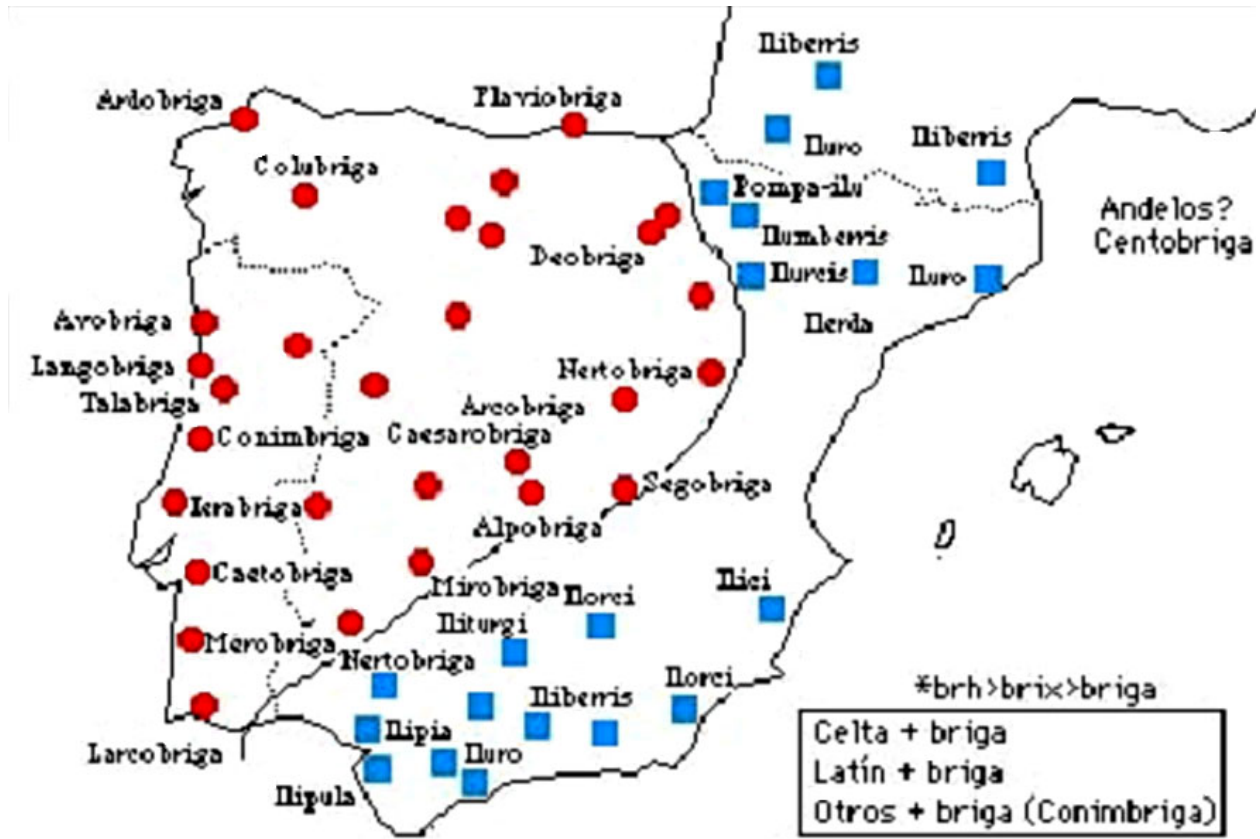 Iliberris
Ardobriga
Flaviobriga
Iluro
Iliberris
Colubriga
Pompa-ilu
Andelos?
Centobriga
Ilumberris
Deobriga
Ilurcis
Iluro
Avobriga
Ilerda
Langobriga
Nertobriga
Talabriga
Arcobriga
Conimbriga
Caesarobriga
Segobriga
Ierabriga
Alpobriga
Caetobriga
Mirobriga
Ilorci
Ilici
Iliturgi
Merobriga
Nertobriga
Iliberris
Ilorci
*brh>brix>briga
Ilipia
Larcobriga
Iluro
Ilipula
Celta + briga
Latín + briga
Otros + briga (Conimbriga)